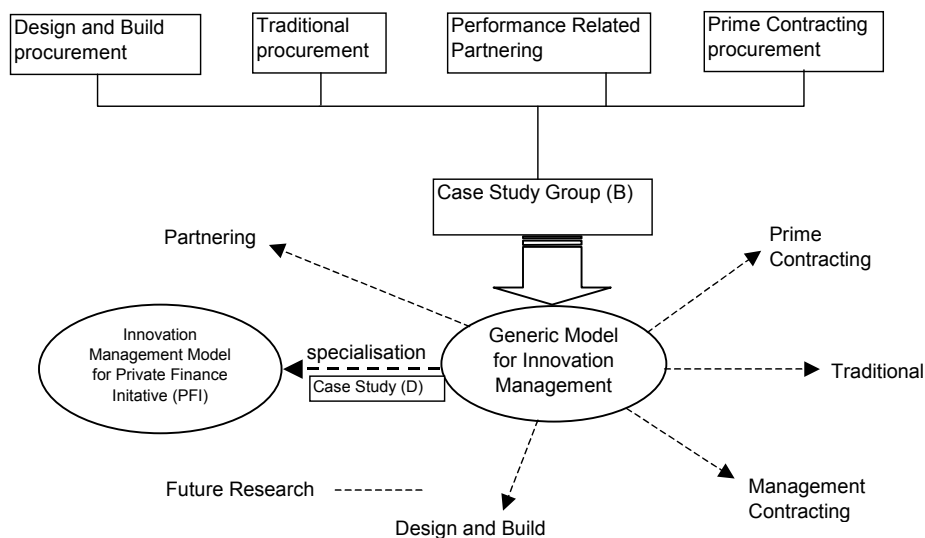 Design and Build
procurement
Traditional
procurement
Performance Related
Partnering
Prime Contracting
procurement
Case Study Group (B)
Partnering
Prime
Contracting
Innovation
Management Model
for Private Finance
Initative (PFI)
specialisation
Case Study (D)
Generic Model
for Innovation
Management
Traditional
Future Research
Management
Contracting
Design and Build